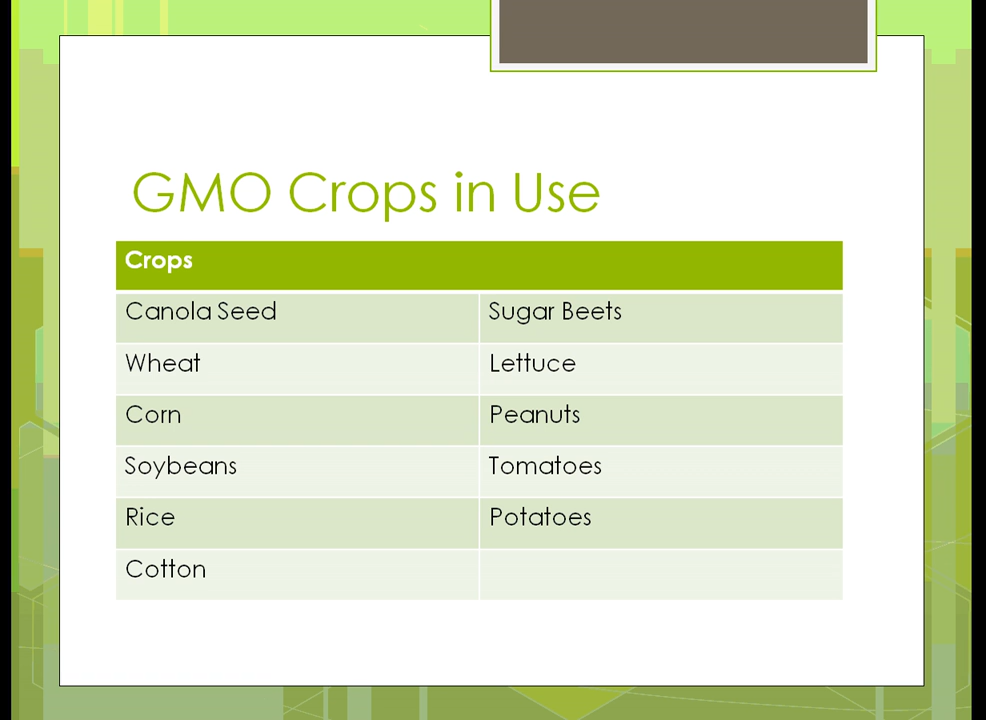 GMO Crops in Use
Crops
Canola Seed Sugar Beets
Wheat Lettuce
Corn Peanuts
Soybeans Tomatoes
Rice Potatoes
Cotton